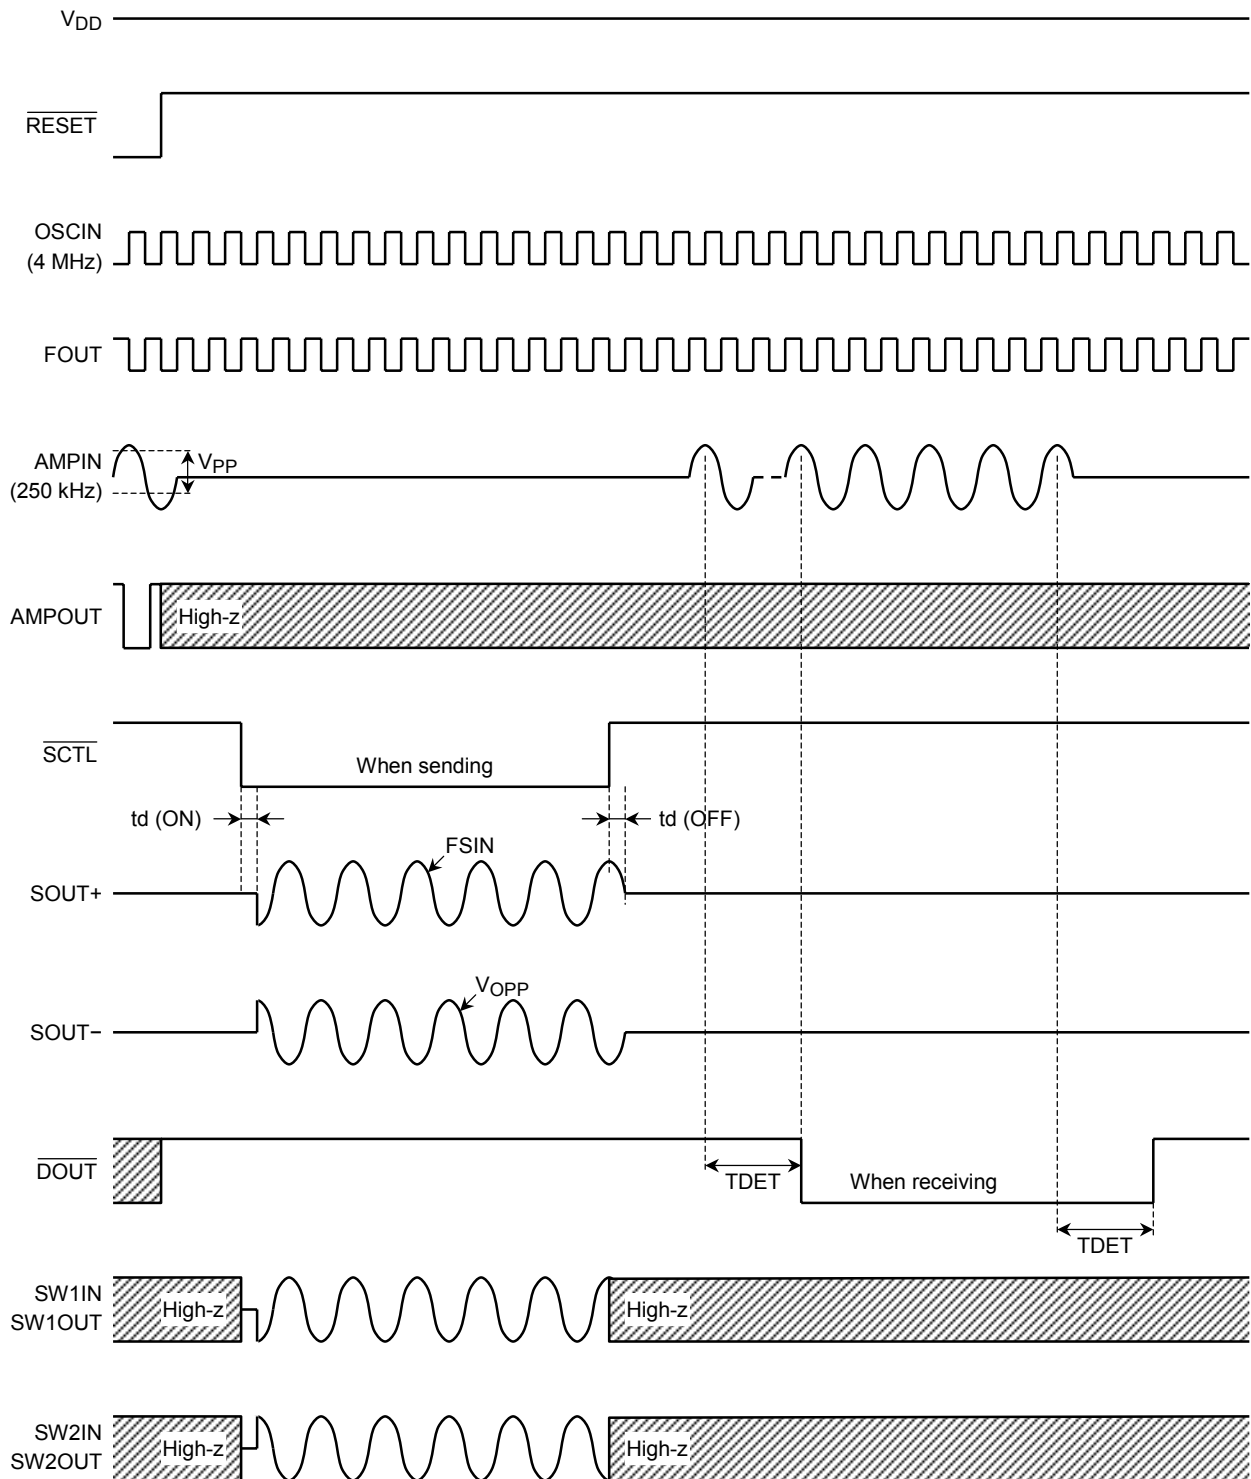 VDD
RESET
OSCIN
(4 MHz)
FOUT
AMPIN
(250 kHz)
VPP
AMPOUT
High-z
SCTL
When sending
td (ON)
td (OFF)
FSIN
SOUT+
VOPP
SOUT−
DOUT
TDET
When receiving
TDET
SW1IN
SW1OUT
High-z
High-z
SW2IN
SW2OUT
High-z
High-z